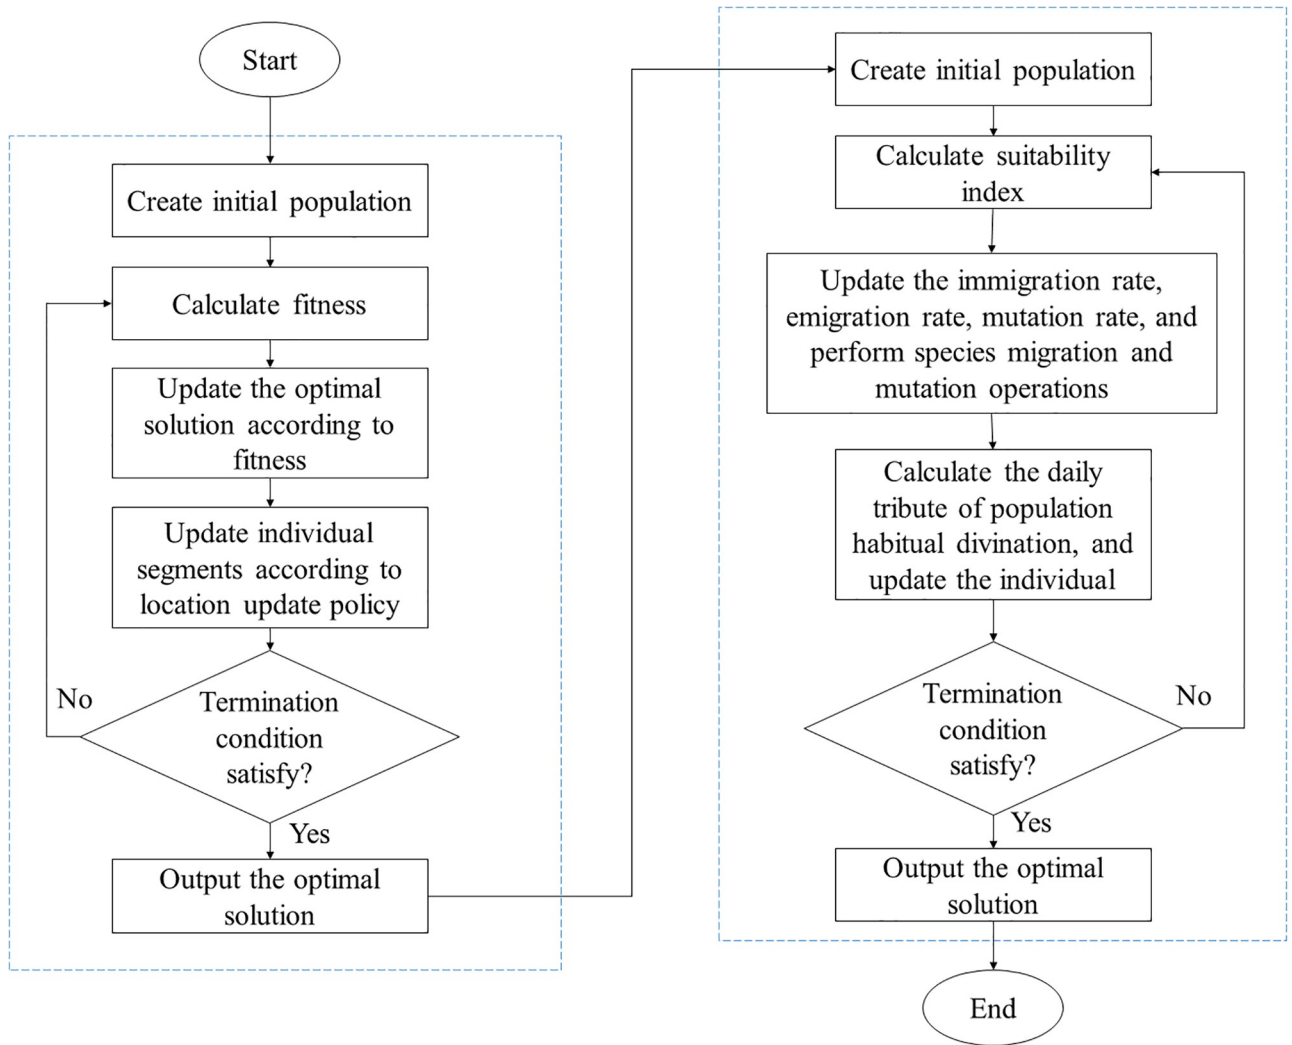 Start
Create initial population
Calculate fitness
Update the optimal
solution according to
fitness
Update individual
segments according to
location update policy
No
Termination
condition
satisfy?
Yes
Output the optimal
solution
Create initial population
Calculate suitability
index
Update the immigration rate,
emigration rate, mutation rate, and
perform species migration and
mutation operations
Calculate the daily
tribute of population
habitual divination, and
update the individual
Termination
condition
satisfy?
No
Yes
Output the optimal
solution
End